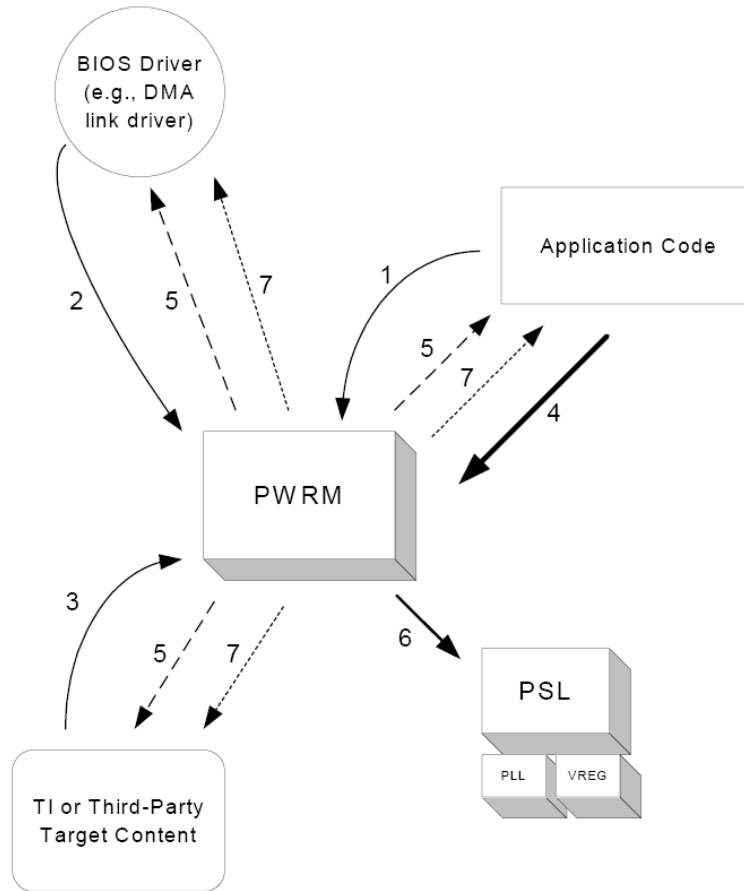 BIOS Driver
(e.g., DMA
link driver)
Application Code
1
2
5
7
5
7
4
PWRM
3
5
7
6
PSL
PLL
VREG
TI or Third-Party
Target Content